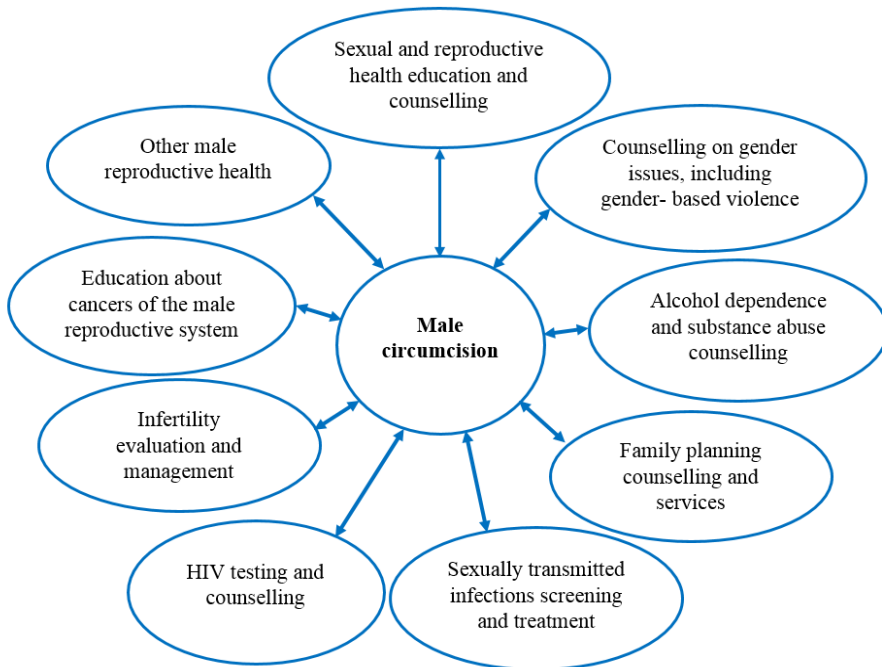 Sexual and reproductive
health education and
counselling
Other male
reproductive health
Counselling on gender
issues, including
gender- based violence
Education about
cancers of the male
reproductive system
Male
circumcision
Alcohol dependence
and substance abuse
counselling
Infertility
evaluation and
management
Family planning
counselling and
services
HIV testing and
counselling
Sexually transmitted
infections screening
and treatment